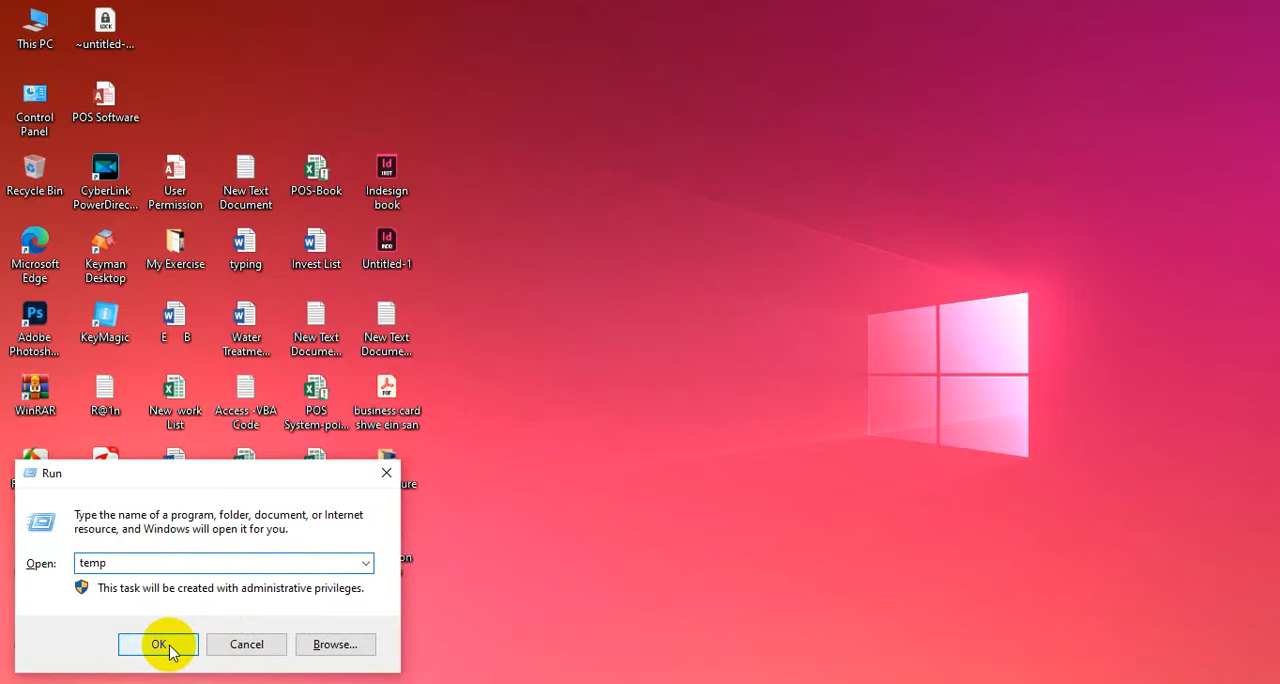 This PC
~untitled-...
Control
Panel
POS Software
Recycle Bin
CyberLink
PowerDirec...
User
Permission
New Text
Document
POS-Book
Indesign
book
Microsoft
Edge
Keyman
Desktop
My Exercise
typing
Invest List
Untitled-1
Adobe
Photosh...
KeyMagic
E B
Water
Treatme...
New Text
Docume...
New Text
Docume...
WinRAR
R@1n
New work
List
Access -VBA
Code
POS
System-poi...
business card
shwe ein san
Run
Type the name of a program, folder, document, or Internet
resource, and Windows will open it for you.
Open:
temp
This task will be created with administrative privileges.
OK
Cancel
Browse...